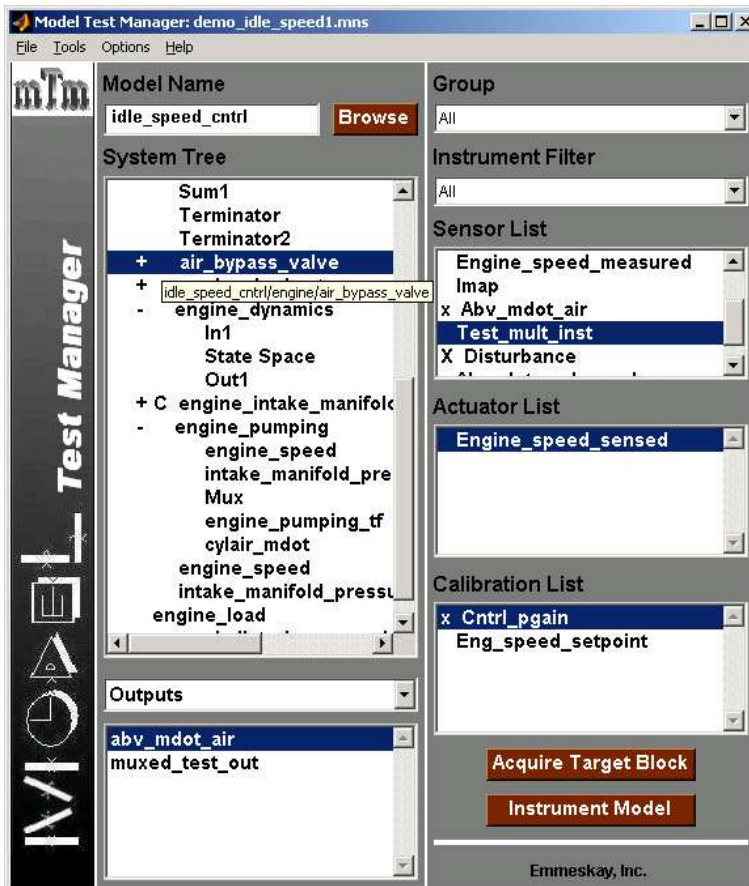 Model Test Manager: demo_idle_speed1.mns
File Tools Options Help
mTm
Model Name
idle_speed_cntrl
Browse
System Tree
Sum1
Terminator
Terminator2
+ air_bypass_valve
+
idle_speed_cntrl/engine/air_bypass_valve
- engine_dynamics
In1
State Space
Out1
+ C engine_intake_manifold
- engine_pumping
engine_speed
intake_manifold_pre
Mux
engine_pumping_tf
cylair_mdot
engine_speed
intake_manifold_pressu
engine_load
Outputs
abv_mdot_air
muxed_test_out
Group
All
Instrument Filter
All
Sensor List
Engine_speed_measured
Imap
x Abv_mdot_air
Test_mult_inst
X Disturbance
Actuator List
Engine_speed_sensed
Calibration List
x Cntrl_pgain
Eng_speed_setpoint
Acquire Target Block
Instrument Model
Emmeskay, Inc.
MODEL Test Manager